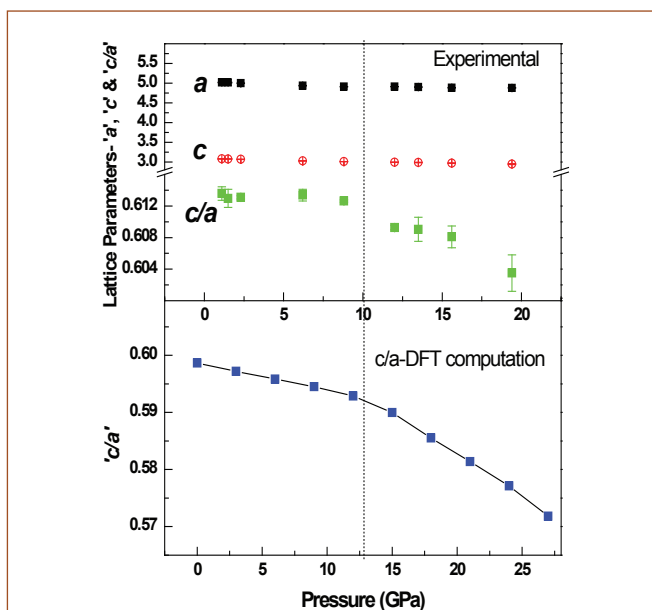 Experimental
Lattice Parameters- 'a', 'c' & 'c/a'
6.0
5.5
5.0
4.5
4.0
3.5
3.0
0.612
0.608
0.604
a
c
c/a
0 5 10 15 20
c/a-DFT computation
'c/a'
0.60
0.59
0.58
0.57
0 5 10 15 20 25
Pressure (GPa)